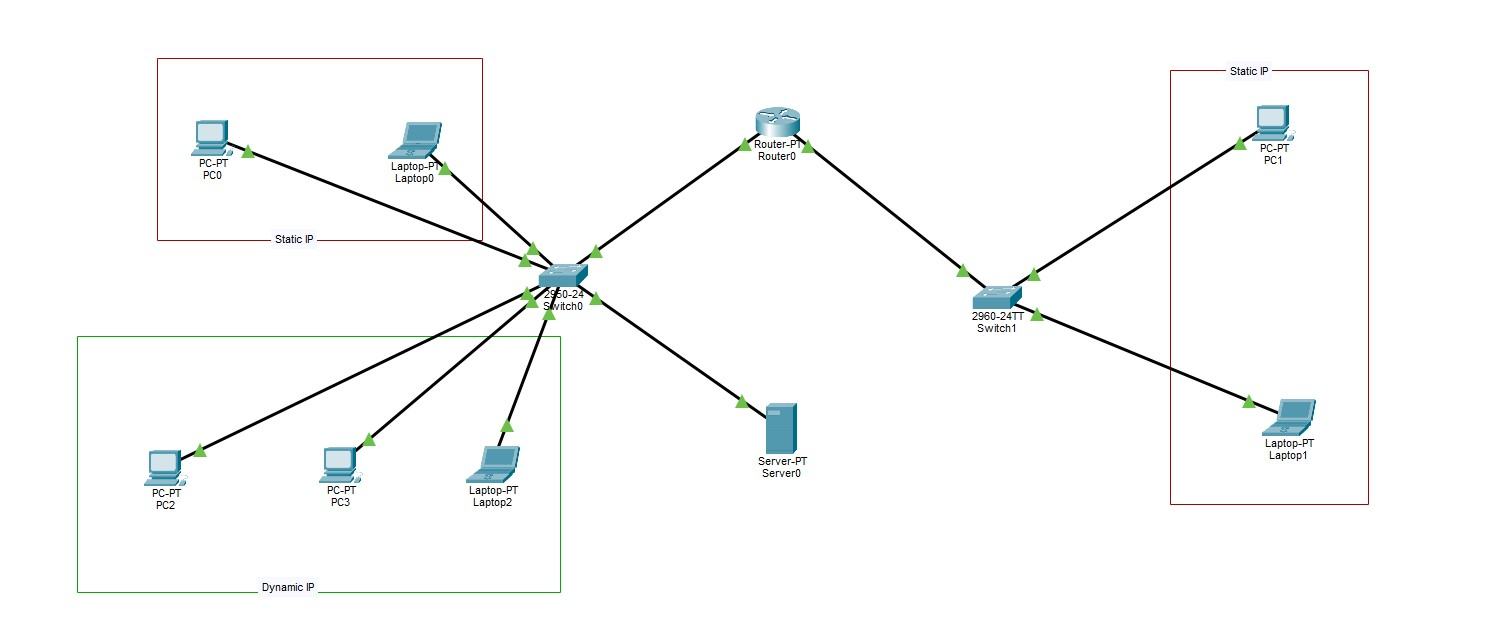 Static IP
PC-PT
PC0
Laptop-PT
Laptop0
Static IP
Router-PT
Router0
PC-PT
PC1
2950-24
Switch0
2960-24TT
Switch1
Server-PT
Server0
Laptop-PT
Laptop1
PC-PT
PC2
PC-PT
PC3
Laptop-PT
Laptop2
Dynamic IP